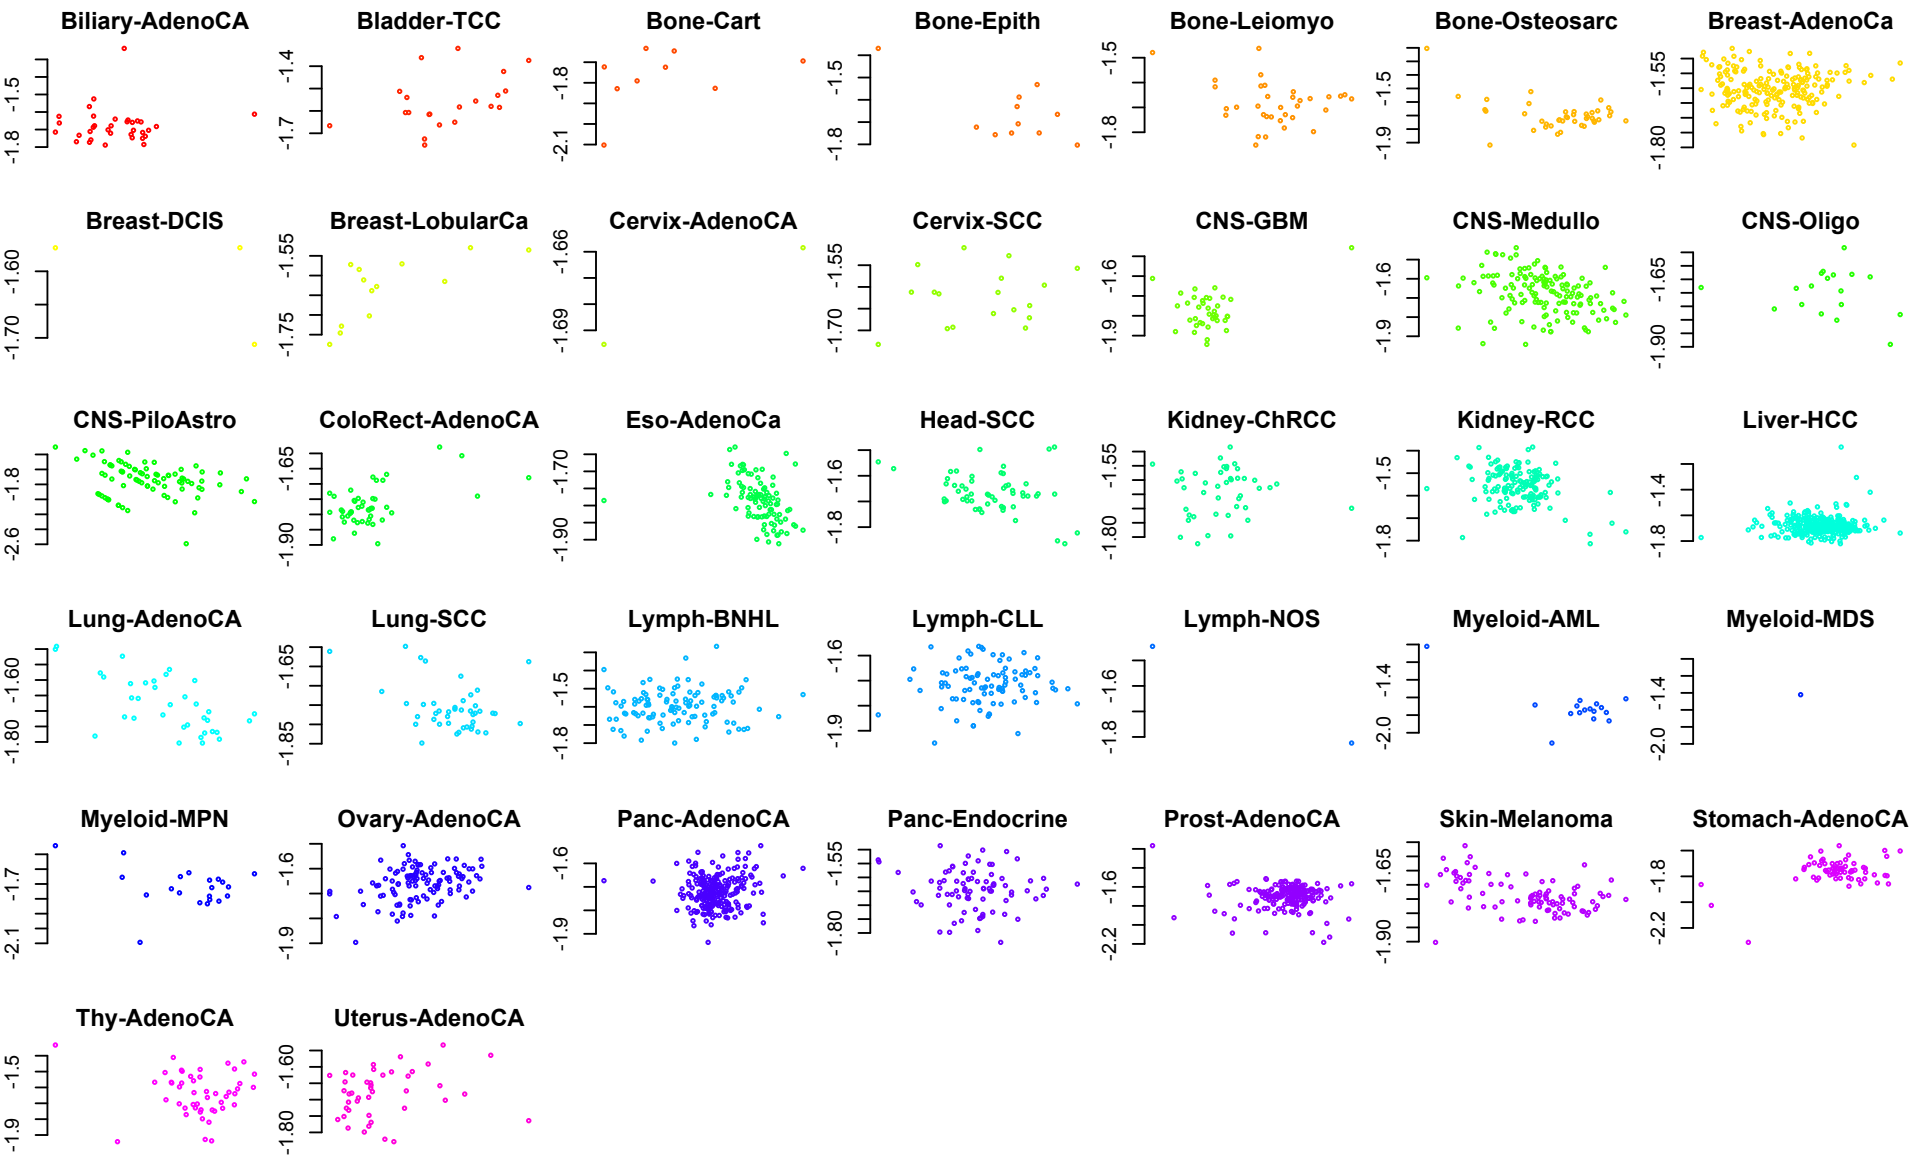 Biliary-AdenoCA Bladder-TCC Bone-Cart Bone-Epith Bone-Leiomyo Bone-Osteosarc Breast-AdenoCa
-1.5 -1.8 -1.4 -1.7 -1.8 -2.1 -1.5 -1.8 -1.5 -1.8 -1.5 -1.9 -1.55 -1.80
Breast-DCIS Breast-LobularCa Cervix-AdenoCA Cervix-SCC CNS-GBM CNS-Medullo CNS-Oligo
-1.60 -1.70 -1.55 -1.75 -1.66 -1.69 -1.55 -1.70 -1.6 -1.9 -1.6 -1.9 -1.65 -1.90
CNS-PiloAstro ColoRect-AdenoCA Eso-AdenoCa Head-SCC Kidney-ChRCC Kidney-RCC Liver-HCC
-1.8 -2.6 -1.65 -1.90 -1.70 -1.90 -1.6 -1.8 -1.55 -1.80 -1.5 -1.8 -1.4 -1.8
Lung-AdenoCA Lung-SCC Lymph-BNHL Lymph-CLL Lymph-NOS Myeloid-AML Myeloid-MDS
-1.60 -1.80 -1.65 -1.85 -1.5 -1.8 -1.6 -1.9 -1.6 -1.8 -1.4 -2.0 -1.4 -2.0
Myeloid-MPN Ovary-AdenoCA Panc-AdenoCA Panc-Endocrine Prost-AdenoCA Skin-Melanoma Stomach-AdenoCA
-1.7 -2.1 -1.6 -1.9 -1.6 -1.9 -1.55 -1.80 -1.6 -2.2 -1.65 -1.90 -1.8 -2.2
Thy-AdenoCA Uterus-AdenoCA
-1.5 -1.9 -1.60 -1.80